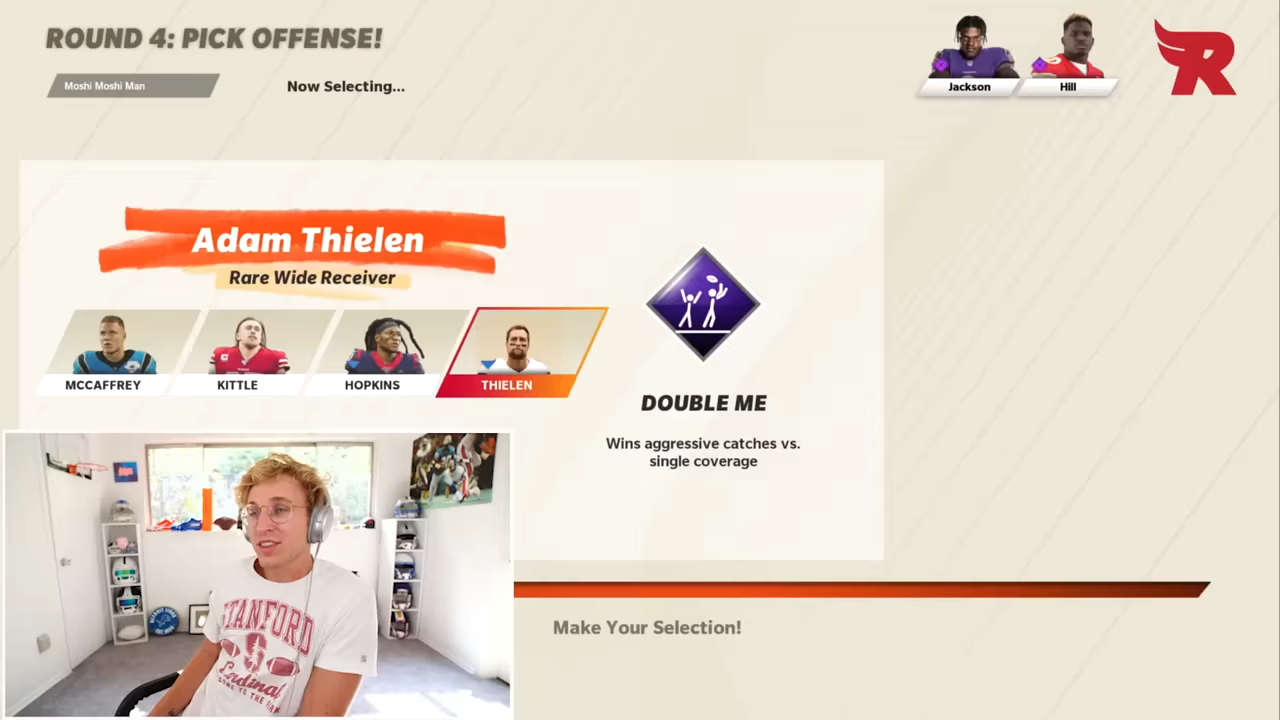 ROUND 4: PICK OFFENSE!
Moshi Moshi Man
Now Selecting...
Jackson
Hill
R
Adam Thielen
Rare Wide Receiver
MCCAFFREY
KITTLE
HOPKINS
THIELEN
DOUBLE ME
Wins aggressive catches vs.
single coverage
Make Your Selection!
STANFORD
S
Cardinal